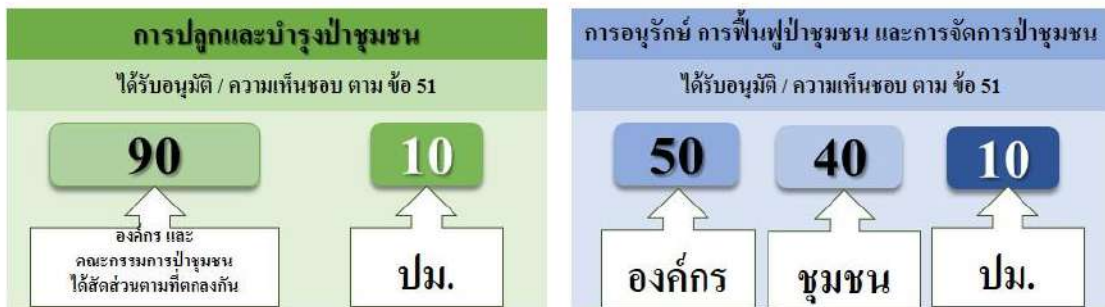 การปลูกและบำรุงป่าชุมชน
ได้รับอนุมัติ / ความเห็นชอบ ตาม ข้อ 51
90
10
องค์กร และ
คณะกรรมการป่าชุมชน
ได้สัดส่วนตามที่ตกลงกัน
ปม.
การอนุรักษ์ การฟื้นฟูป่าชุมชน และการจัดการป่าชุมชน
ได้รับอนุมัติ / ความเห็นชอบ ตาม ข้อ 51
50
40
10
องค์กร
ชุมชน
ปม.